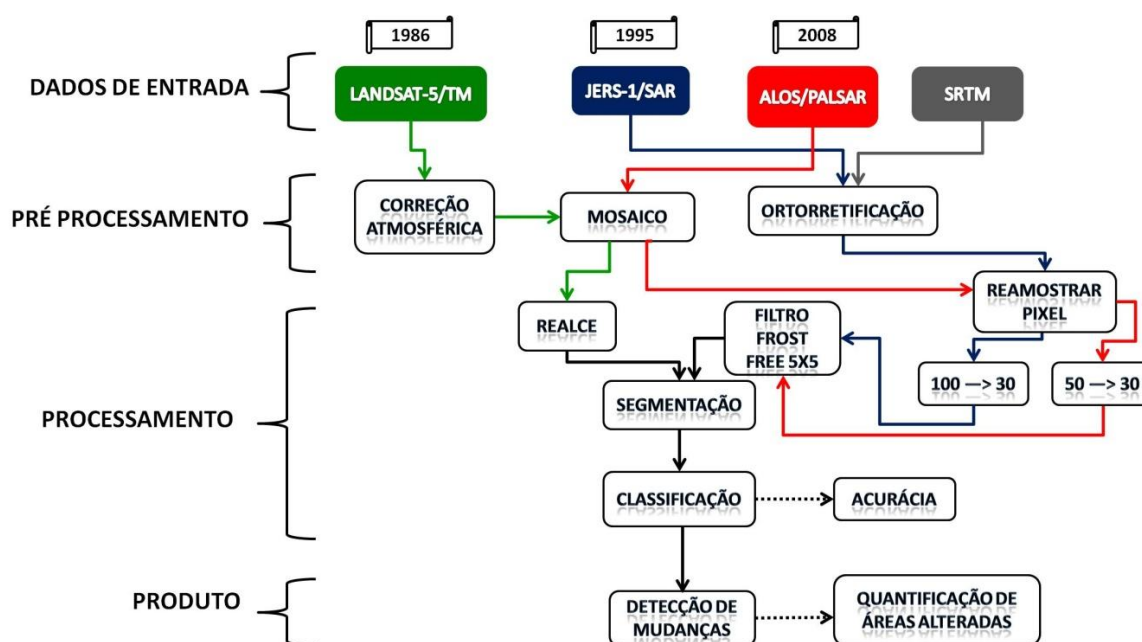 1986
1995
2008
DADOS DE ENTRADA
LANDSAT-5/TM
JERS-1/SAR
ALOS/PALSAR
SRTM
PRÉ PROCESSAMENTO
CORREÇÃO
ATMOSFÉRICA
MOSAICO
ORTORRETIFICAÇÃO
REAMOSTRAR
PIXEL
PROCESSAMENTO
REALCE
FILTRO
FROST
FREE 5X5
100 —> 30
50 —> 30
SEGMENTAÇÃO
CLASSIFICAÇÃO
ACURÁCIA
PRODUTO
DETECÇÃO DE
MUDANÇAS
QUANTIFICAÇÃO DE
ÁREAS ALTERADAS